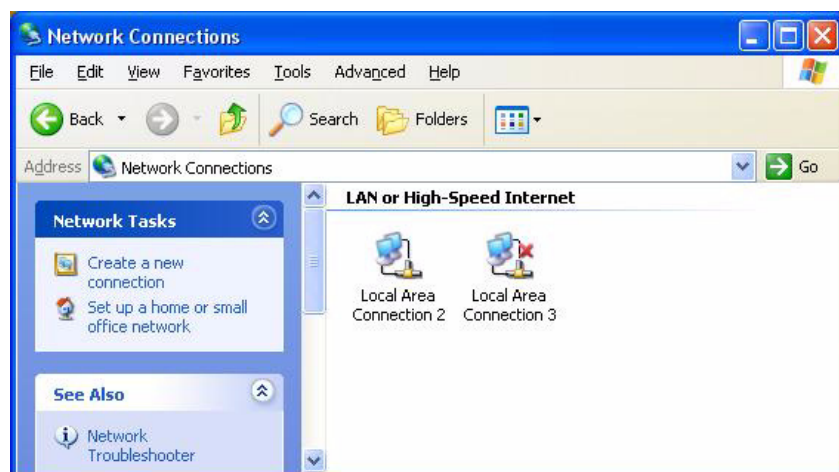 Network Connections
File Edit View Favorites Tools Advanced Help
Back Search Folders
Address Network Connections Go
Network Tasks
Create a new
connection
Set up a home or small
office network
See Also
Network
Troubleshooter
LAN or High-Speed Internet
Local Area
Connection 2
Local Area
Connection 3